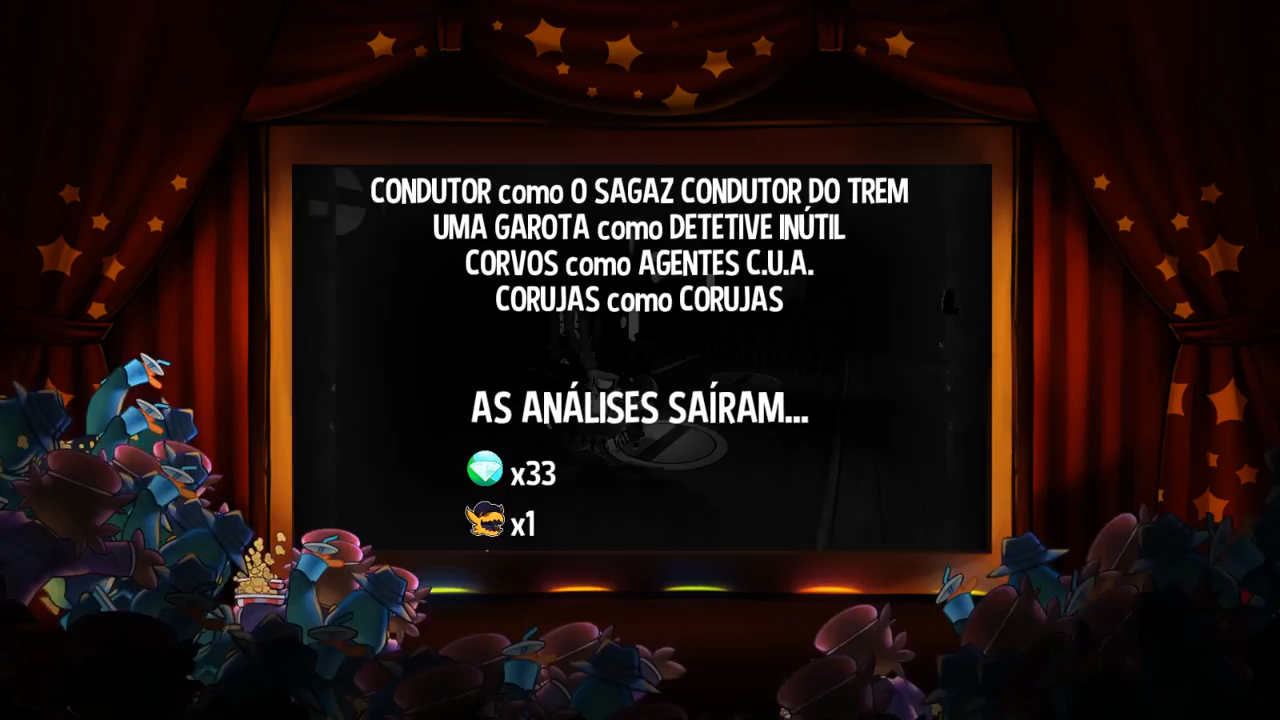 CONDUTOR como O SAGAZ CONDUTOR DO TREM
UMA GAROTA como DETETIVE INÚTIL
CORVOS como AGENTES C.U.A.
CORUJAS como CORUJAS
AS ANÁLISES SAÍRAM...
x33
x1